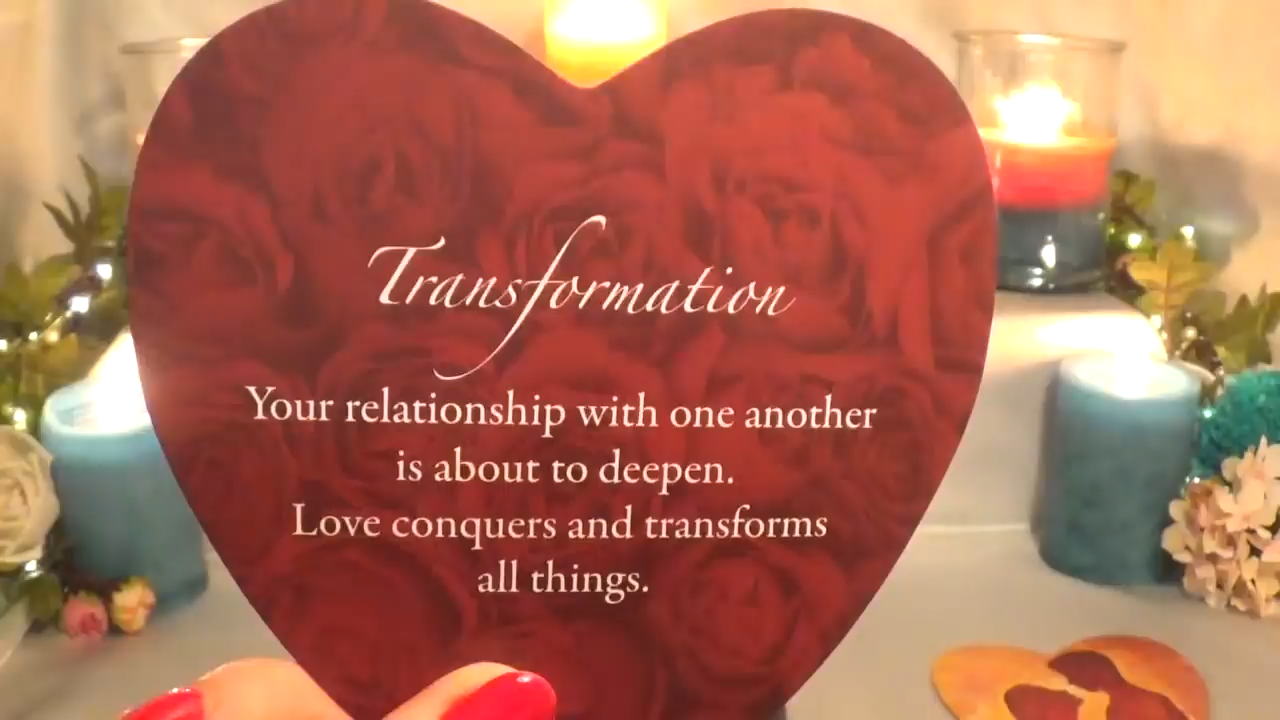 Transformation
Your relationship with one another
is about to deepen.
Love conquers and transforms
all things.